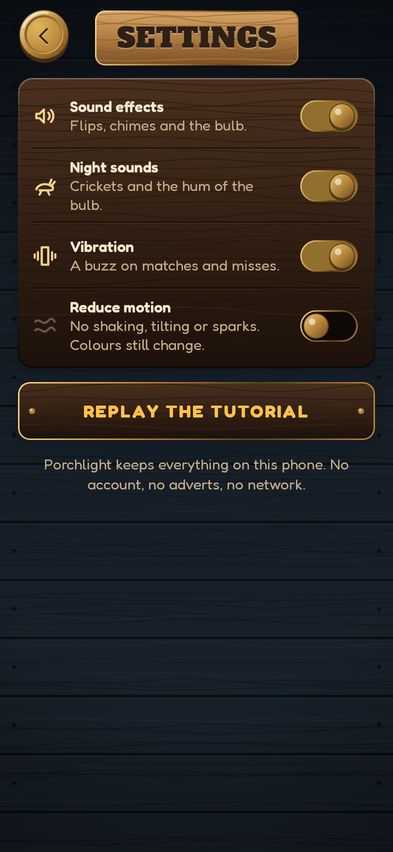 SETTINGS
Sound effects
Flips, chimes and the bulb.
Night sounds
Crickets and the hum of the
bulb.
Vibration
A buzz on matches and misses.
Reduce motion
No shaking, tilting or sparks.
Colours still change.
REPLAY THE TUTORIAL
Porchlight keeps everything on this phone. No
account, no adverts, no network.